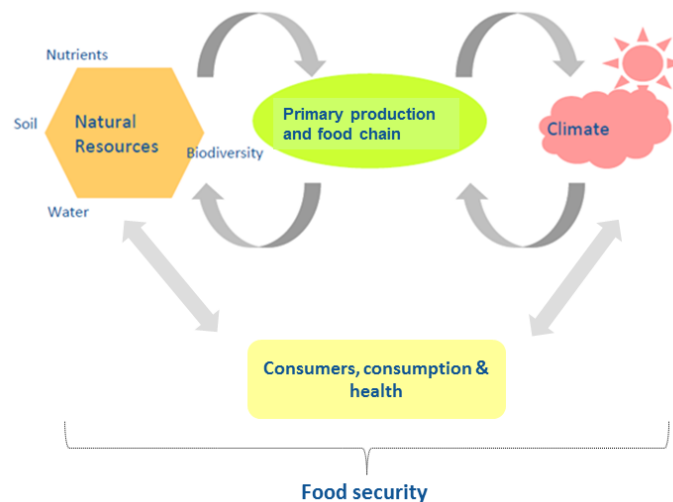 Nutrients
Natural
Resources
Soil
Biodiversity
Water
Primary production
and food chain
Climate
Consumers, consumption &
health
Food security